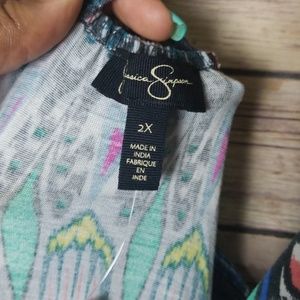 Jessica Simpson
2X
MADE IN
INDIA
FABRIQUE
EN
INDE